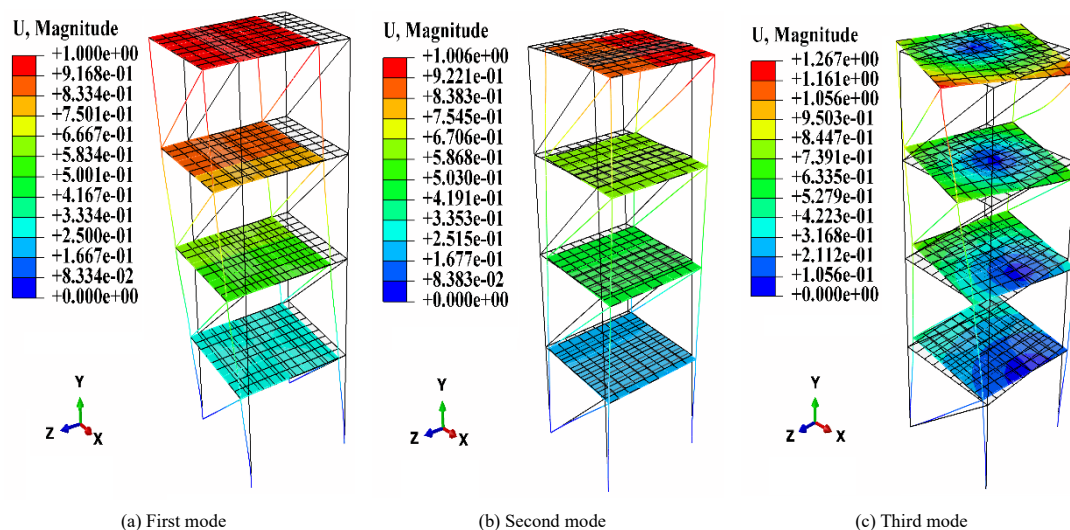 U, Magnitude
+1.000e+00
+9.168e-01
+8.334e-01
+7.501e-01
+6.667e-01
+5.834e-01
+5.001e-01
+4.167e-01
+3.334e-01
+2.500e-01
+1.667e-01
+8.334e-02
+0.000e+00
Y
Z
X
(a) First mode
U, Magnitude
+1.006e+00
+9.221e-01
+8.383e-01
+7.545e-01
+6.706e-01
+5.868e-01
+5.030e-01
+4.191e-01
+3.353e-01
+2.515e-01
+1.677e-01
+8.383e-02
+0.000e+00
Y
Z
X
(b) Second mode
U, Magnitude
+1.267e+00
+1.161e+00
+1.056e+00
+9.503e-01
+8.447e-01
+7.391e-01
+6.335e-01
+5.279e-01
+4.223e-01
+3.168e-01
+2.112e-01
+1.056e-01
+0.000e+00
Y
Z
X
(c) Third mode